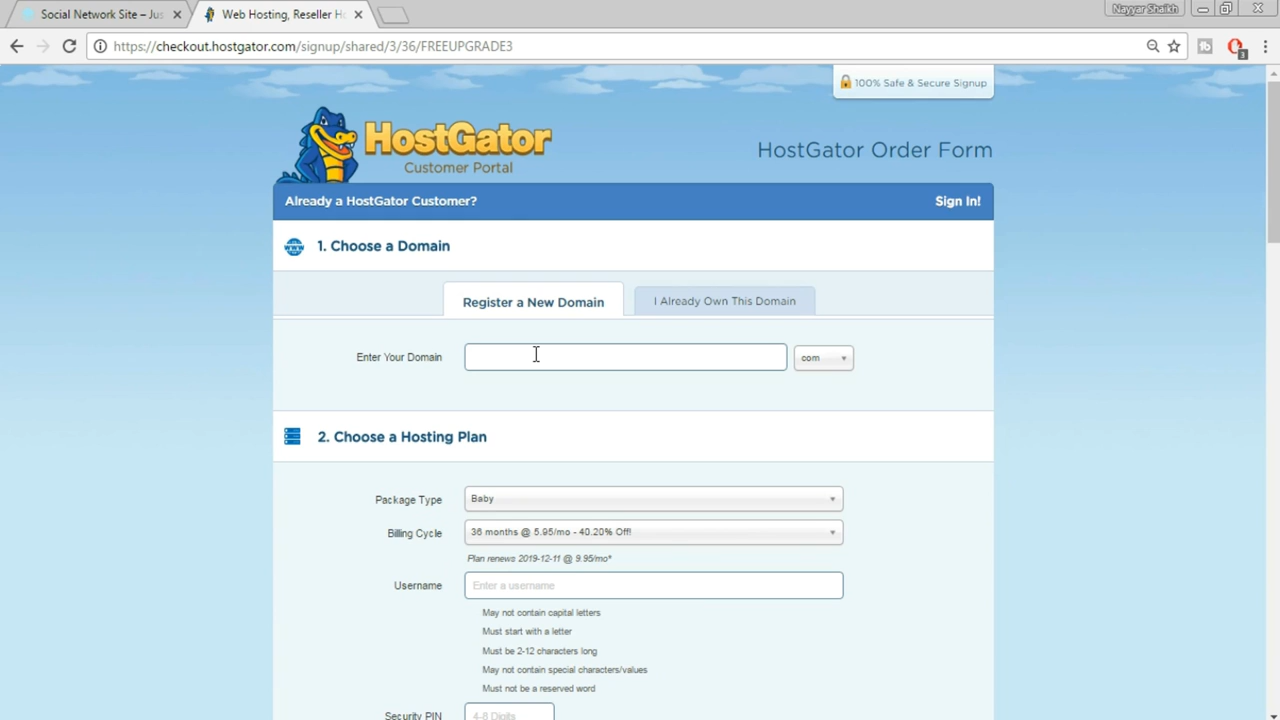 Social Network Site – Jus
Web Hosting, Reseller Ho
Nayyar Shaikh
https://checkout.hostgator.com/signup/shared/3/36/FREEUPGRADE3
3
100% Safe & Secure Signup
HostGator
Customer Portal
HostGator Order Form
Already a HostGator Customer?
Sign In!
www
1. Choose a Domain
Register a New Domain
I Already Own This Domain
Enter Your Domain
com
2. Choose a Hosting Plan
Package Type
Baby
Billing Cycle
36 months @ 5.95/mo - 40.20% Off!
Plan renews 2019-12-11 @ 9.95/mo*
Username
Enter a username
May not contain capital letters
Must start with a letter
Must be 2-12 characters long
May not contain special characters/values
Must not be a reserved word
Security PIN
4-8 Digits